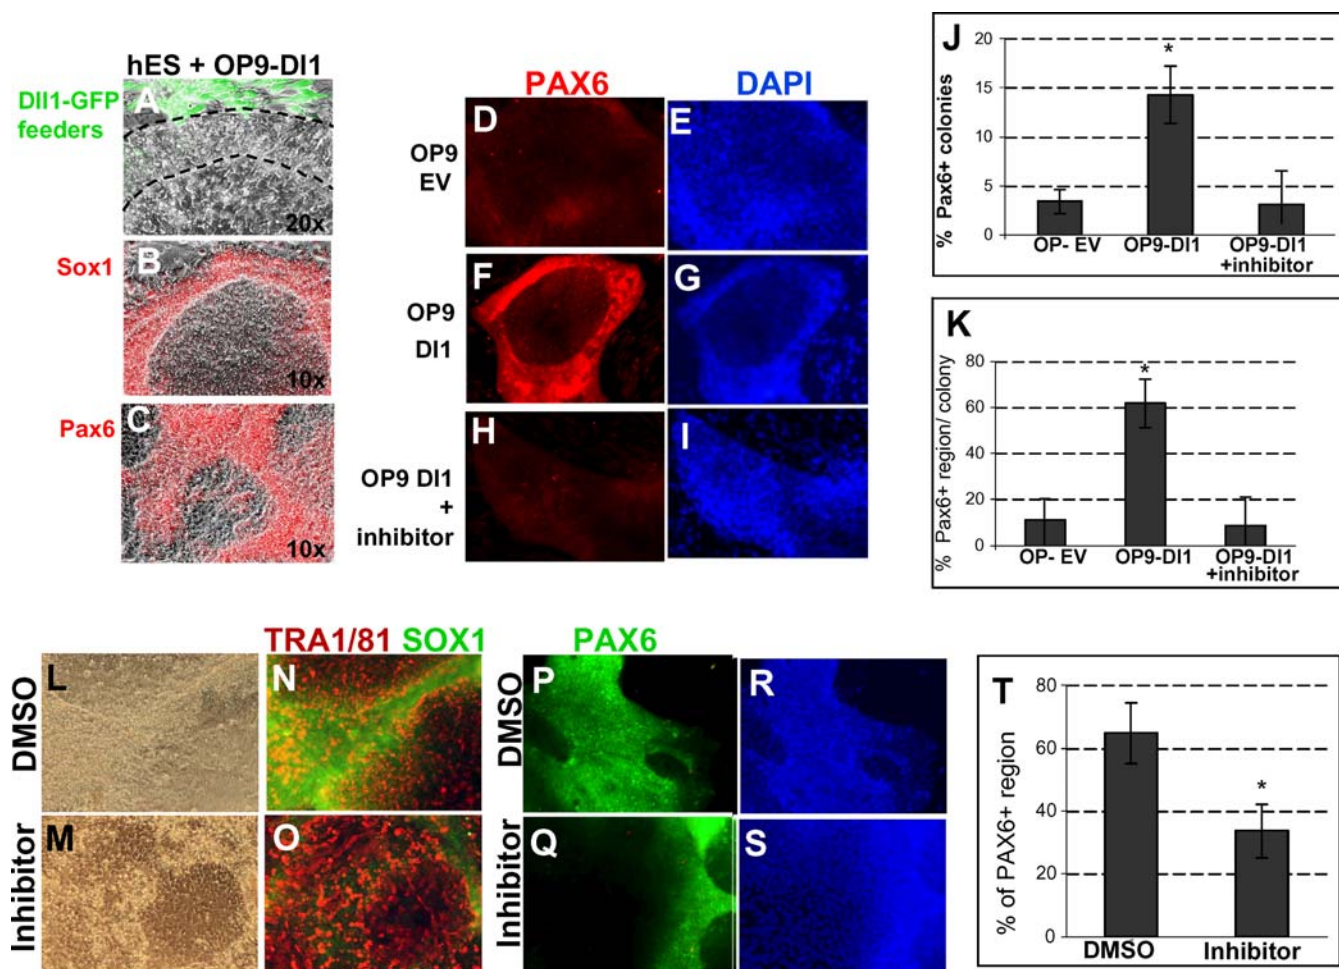 hES + OP9-Dl1
Dll1-GFP
feeders
A
20x
Sox1
B
10x
Pax6
C
10x
PAX6
DAPI
OP9
EV
D
E
OP9
Dl1
F
G
OP9 Dl1
+
inhibitor
H
I
J
% Pax6+ colonies
20
15
10
5
0
*
OP- EV
OP9-Dl1
OP9-Dl1
+inhibitor
K
% Pax6+ region/ colony
80
60
40
20
0
*
OP- EV
OP9-Dl1
OP9-Dl1
+inhibitor
TRA1/81 SOX1
PAX6
DMSO
L
N
DMSO
P
R
Inhibitor
M
O
Inhibitor
Q
S
T
% of PAX6+ region
80
60
40
20
0
*
DMSO
Inhibitor